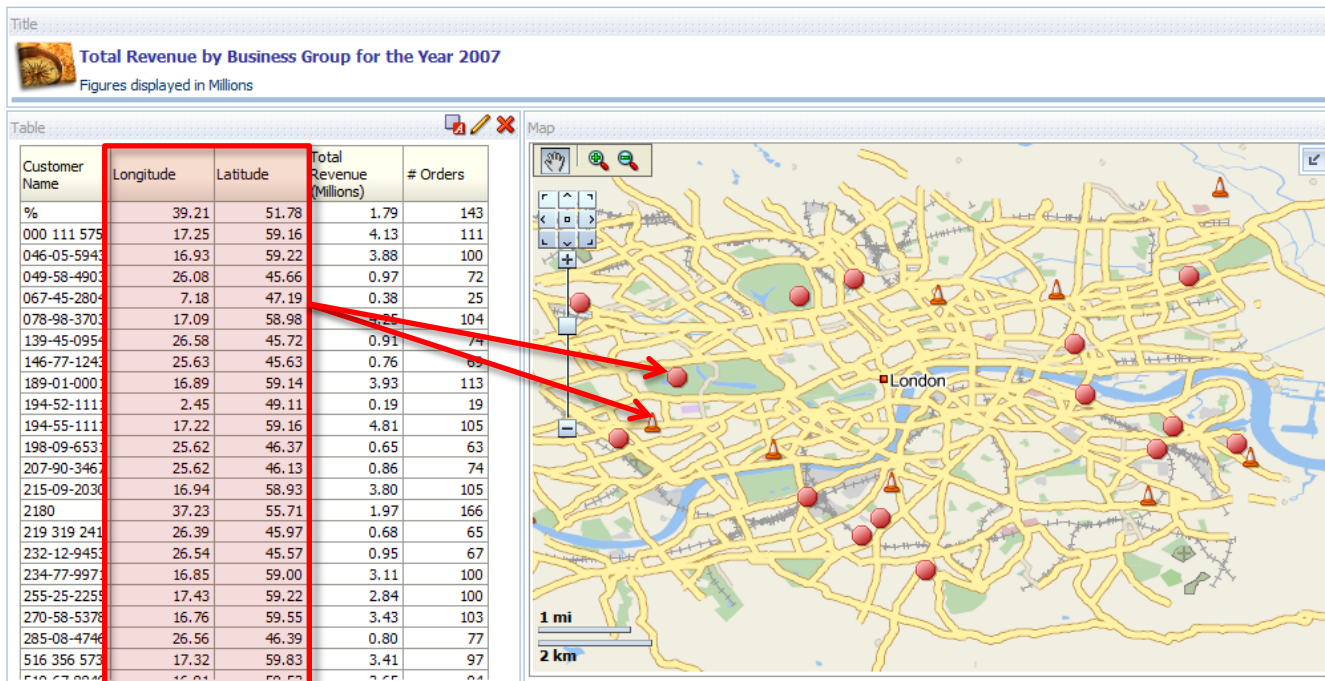 Title
Total Revenue by Business Group for the Year 2007
Figures displayed in Millions
Table
Customer Name Longitude Latitude Total Revenue (Millions) # Orders
% 39.21 51.78 1.79 143
000 111 575 17.25 59.16 4.13 111
046-05-5943 16.93 59.22 3.88 100
049-58-4903 26.08 45.66 0.97 72
067-45-2804 7.18 47.19 0.38 25
078-98-3703 17.09 58.98 4.25 104
139-45-0954 26.58 45.72 0.91 74
146-77-1243 25.63 45.63 0.76 69
189-01-0001 16.89 59.14 3.93 113
194-52-1111 2.45 49.11 0.19 19
194-55-1111 17.22 59.16 4.81 105
198-09-6531 25.62 46.37 0.65 63
207-90-3467 25.62 46.13 0.86 74
215-09-2030 16.94 58.93 3.80 105
2180 37.23 55.71 1.97 166
219 319 241 26.39 45.97 0.68 65
232-12-9453 26.54 45.57 0.95 67
234-77-9971 16.85 59.00 3.11 100
255-25-2255 17.43 59.22 2.84 100
270-58-5378 16.76 59.55 3.43 103
285-08-4746 26.56 46.39 0.80 77
516 356 573 17.32 59.83 3.41 97
Map
London
1 mi
2 km